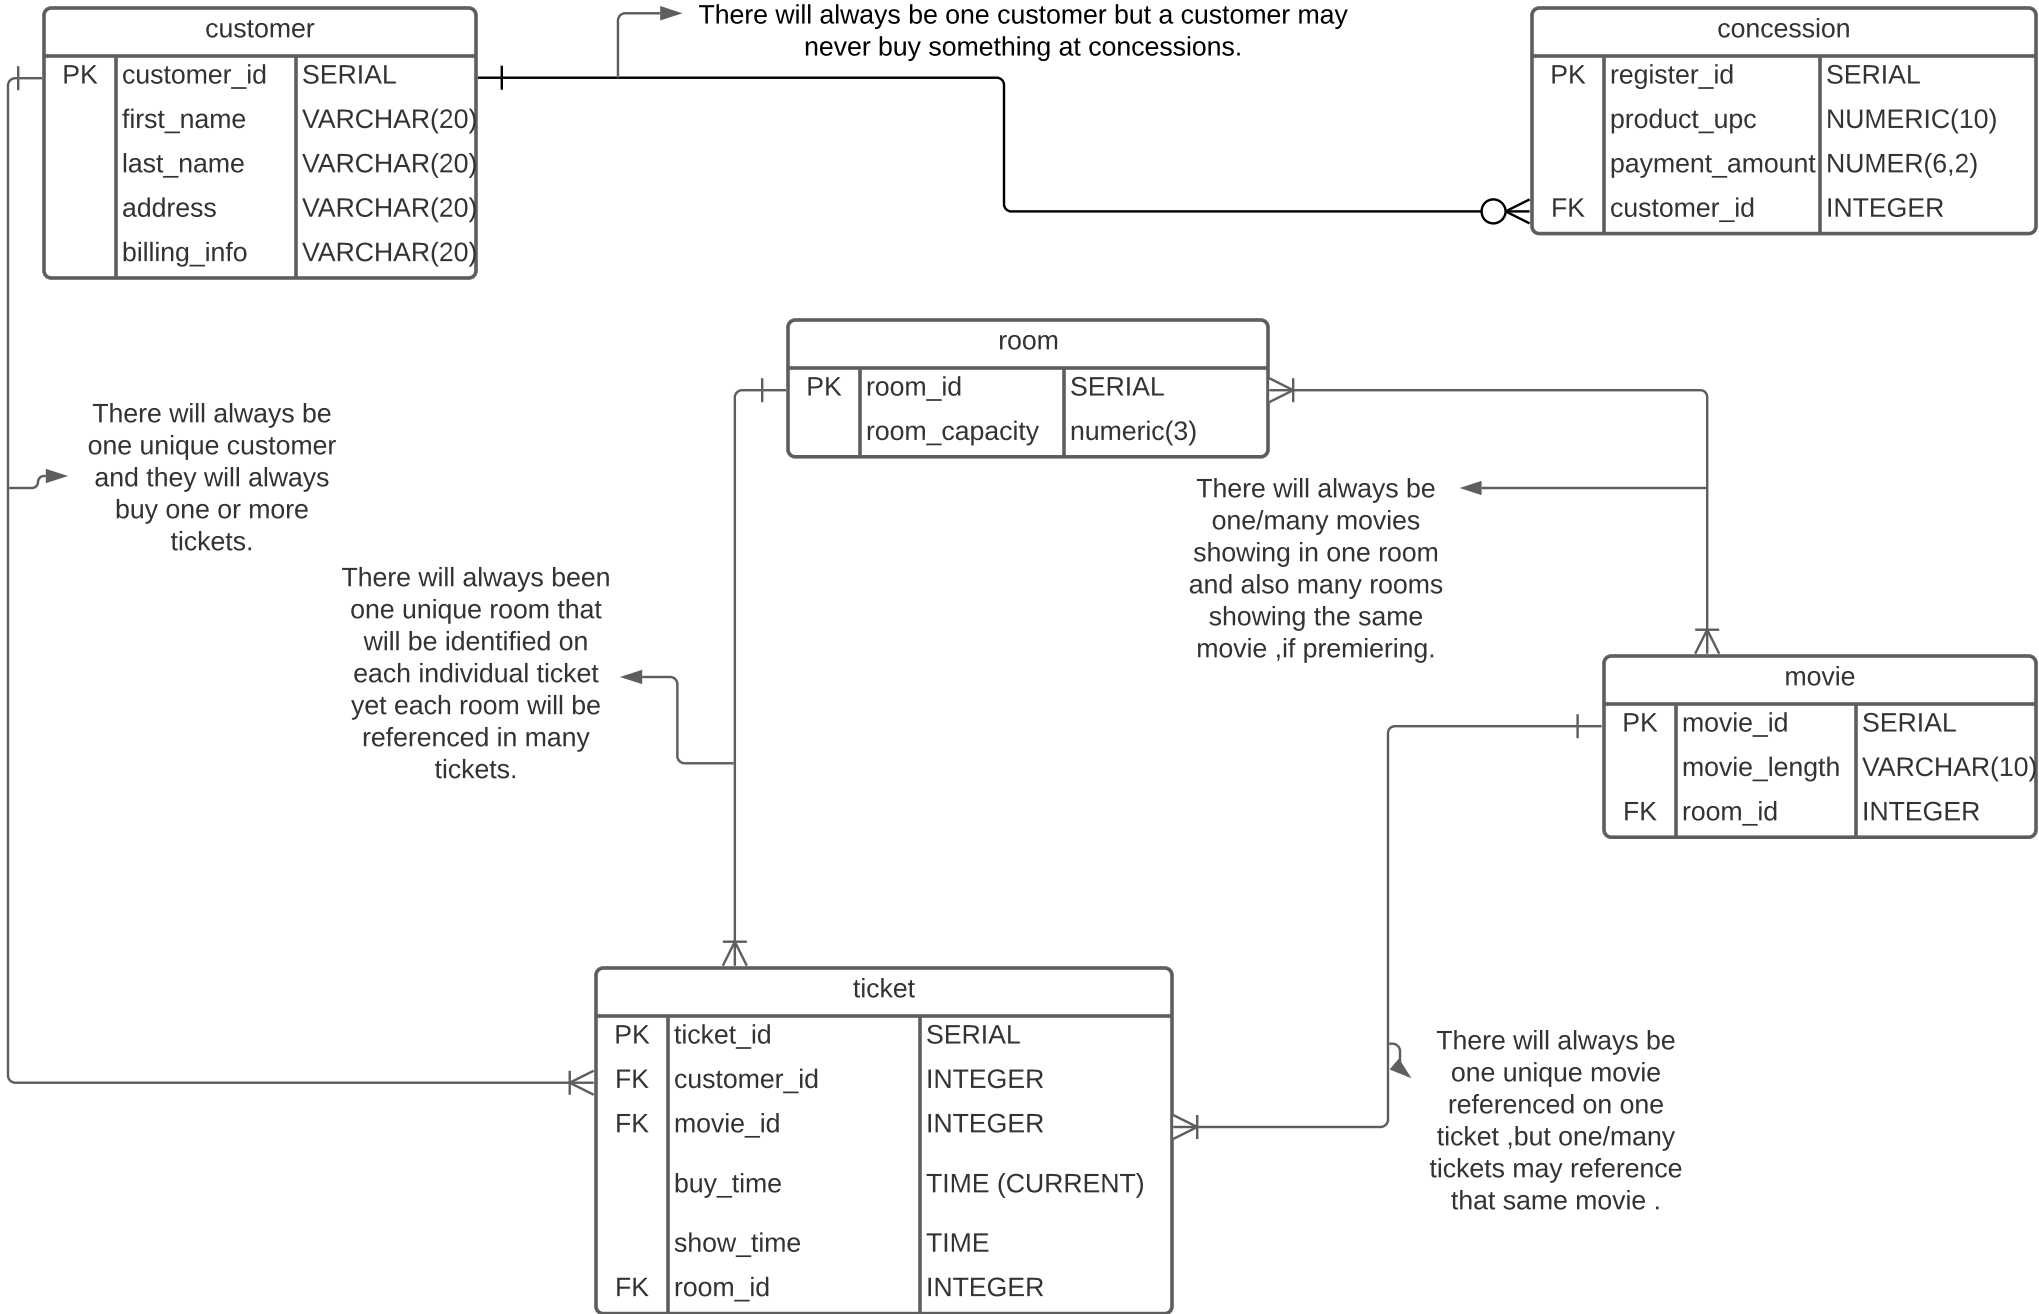 customer
PK customer_id SERIAL
first_name VARCHAR(20)
last_name VARCHAR(20)
address VARCHAR(20)
billing_info VARCHAR(20)
There will always be one customer but a customer may
never buy something at concessions.
concession
PK register_id SERIAL
product_upc NUMERIC(10)
payment_amount NUMER(6,2)
FK customer_id INTEGER
room
PK room_id SERIAL
room_capacity numeric(3)
There will always be
one unique customer
and they will always
buy one or more
tickets.
There will always been
one unique room that
will be identified on
each individual ticket
yet each room will be
referenced in many
tickets.
There will always be
one/many movies
showing in one room
and also many rooms
showing the same
movie ,if premiering.
movie
PK movie_id SERIAL
movie_length VARCHAR(10)
FK room_id INTEGER
ticket
PK ticket_id SERIAL
FK customer_id INTEGER
FK movie_id INTEGER
buy_time TIME (CURRENT)
show_time TIME
FK room_id INTEGER
There will always be
one unique movie
referenced on one
ticket ,but one/many
tickets may reference
that same movie .